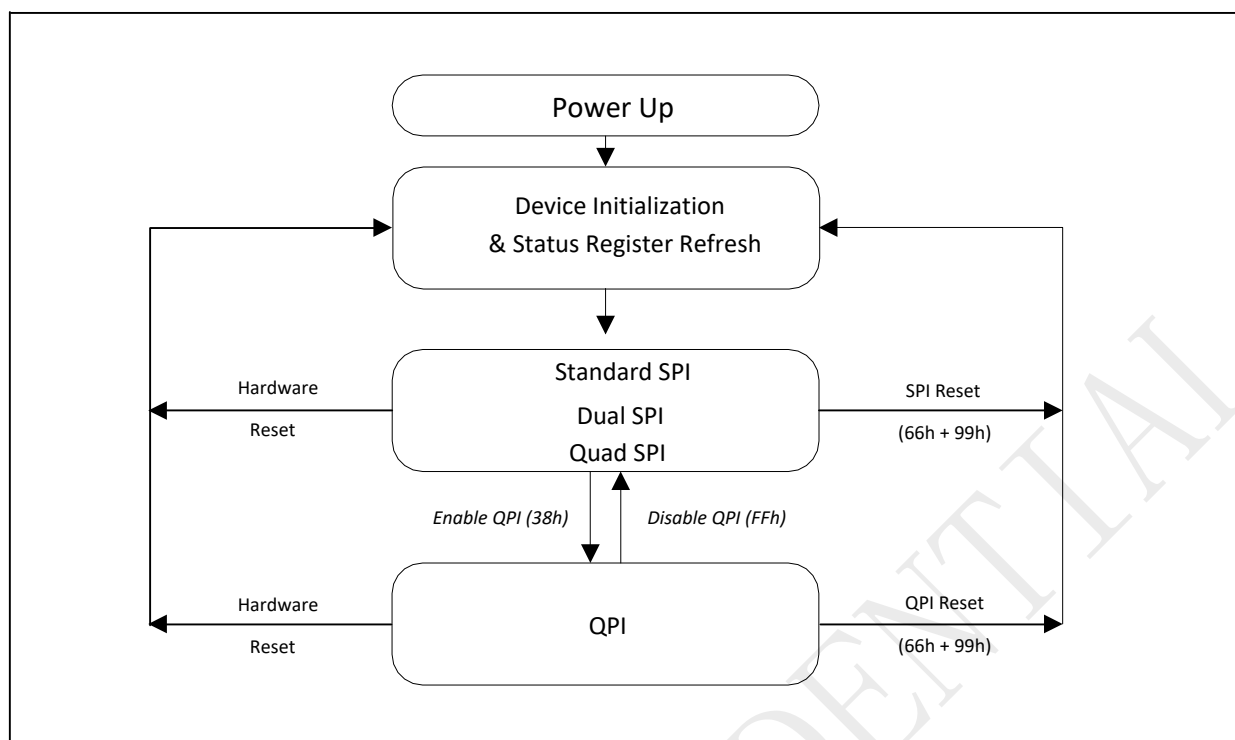 Power Up
Device Initialization
& Status Register Refresh
Standard SPI
Dual SPI
Quad SPI
Hardware
Reset
SPI Reset
(66h + 99h)
Enable QPI (38h)
Disable QPI (FFh)
QPI
Hardware
Reset
QPI Reset
(66h + 99h)